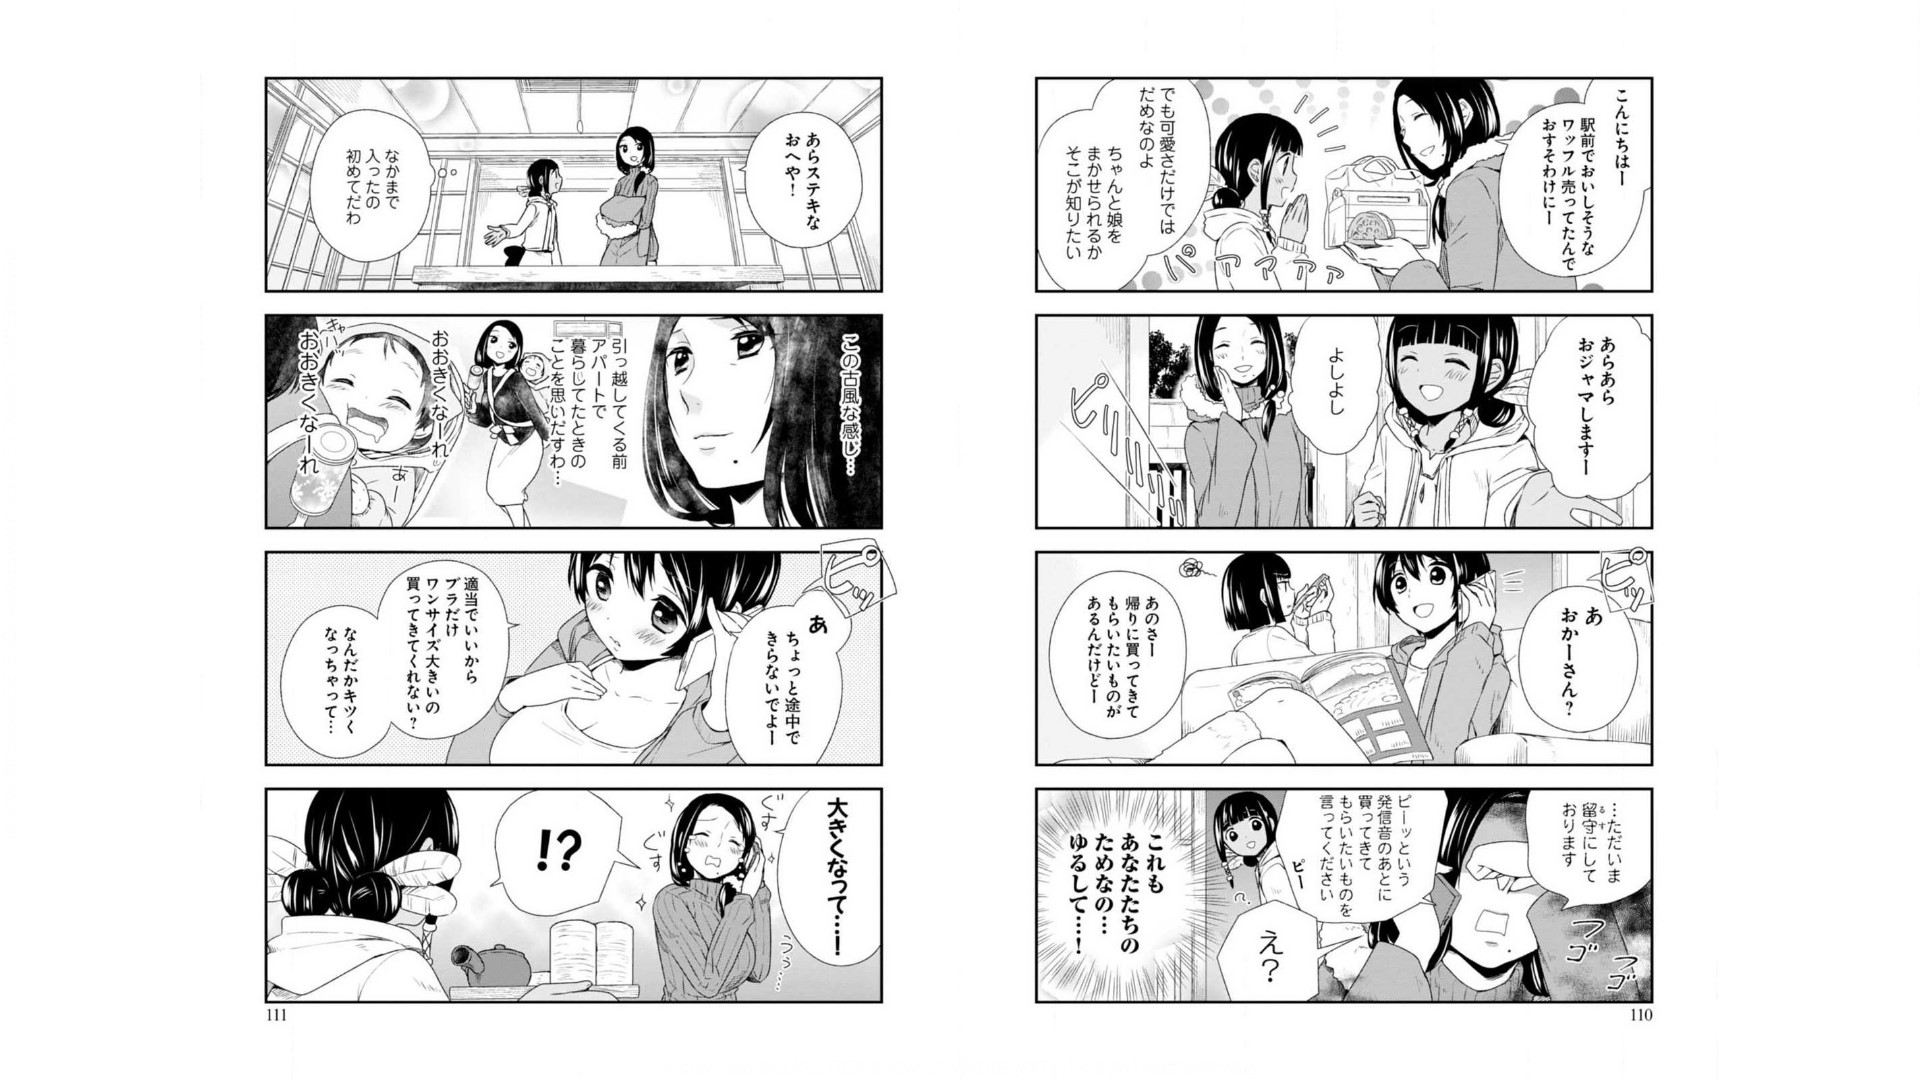 こんにちはー
駅前でおいしそうな
ワッフル売ってたんで
おすそわけにー
でも可愛さだけでは
だめなのよ
ちゃんと娘を
まかせられるか
そこが知りたい
パァアアァ
あらあら
おジャマしますー
よしよし
ピリリリリッ
ピッ
あ
おかーさん?
あのさー
帰りに買ってきて
もらいたいものが
あるんだけどー
…ただいま
留守にして
おります
るす
ピーッという
発信音のあとに
買ってきて
もらいたいものを
言ってください
フゴ
フゴ
ピー
え?
これも
あなたたちの
ためなの…
ゆるして…!
110
あらステキな
おへや!
なかまで
入ったの
初めてだわ
この古風な感じ…
引っ越してくる前
アパートで
暮らしてたときの
ことを思いだすわ…
おおきくなーれ
おおきくなーれ
キャハ
あー
ピッ
あ
ちょっと途中で
きらないでよー
適当でいいから
ブラだけ
ワンサイズ大きいの
買ってきてくれない?
なんだかキツく
なっちゃって…
大きくなって…!
ぐす
ぐす
うう…
!?
111